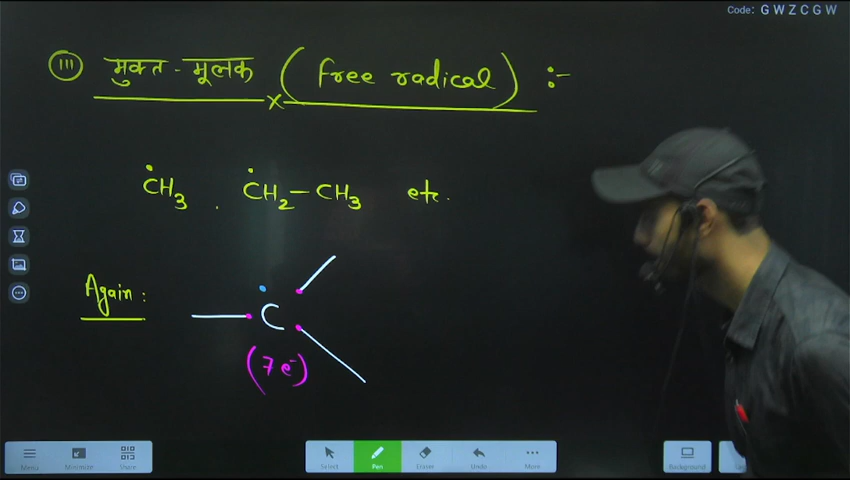 Code: G W Z C G W
(III) मुक्त-मूलक (free radical) :-
ĊH₃ , ĊH₂–CH₃ etc.
Again :
C
(7e⁻)
Menu Minimize Share Select Pen Eraser Undo More Background